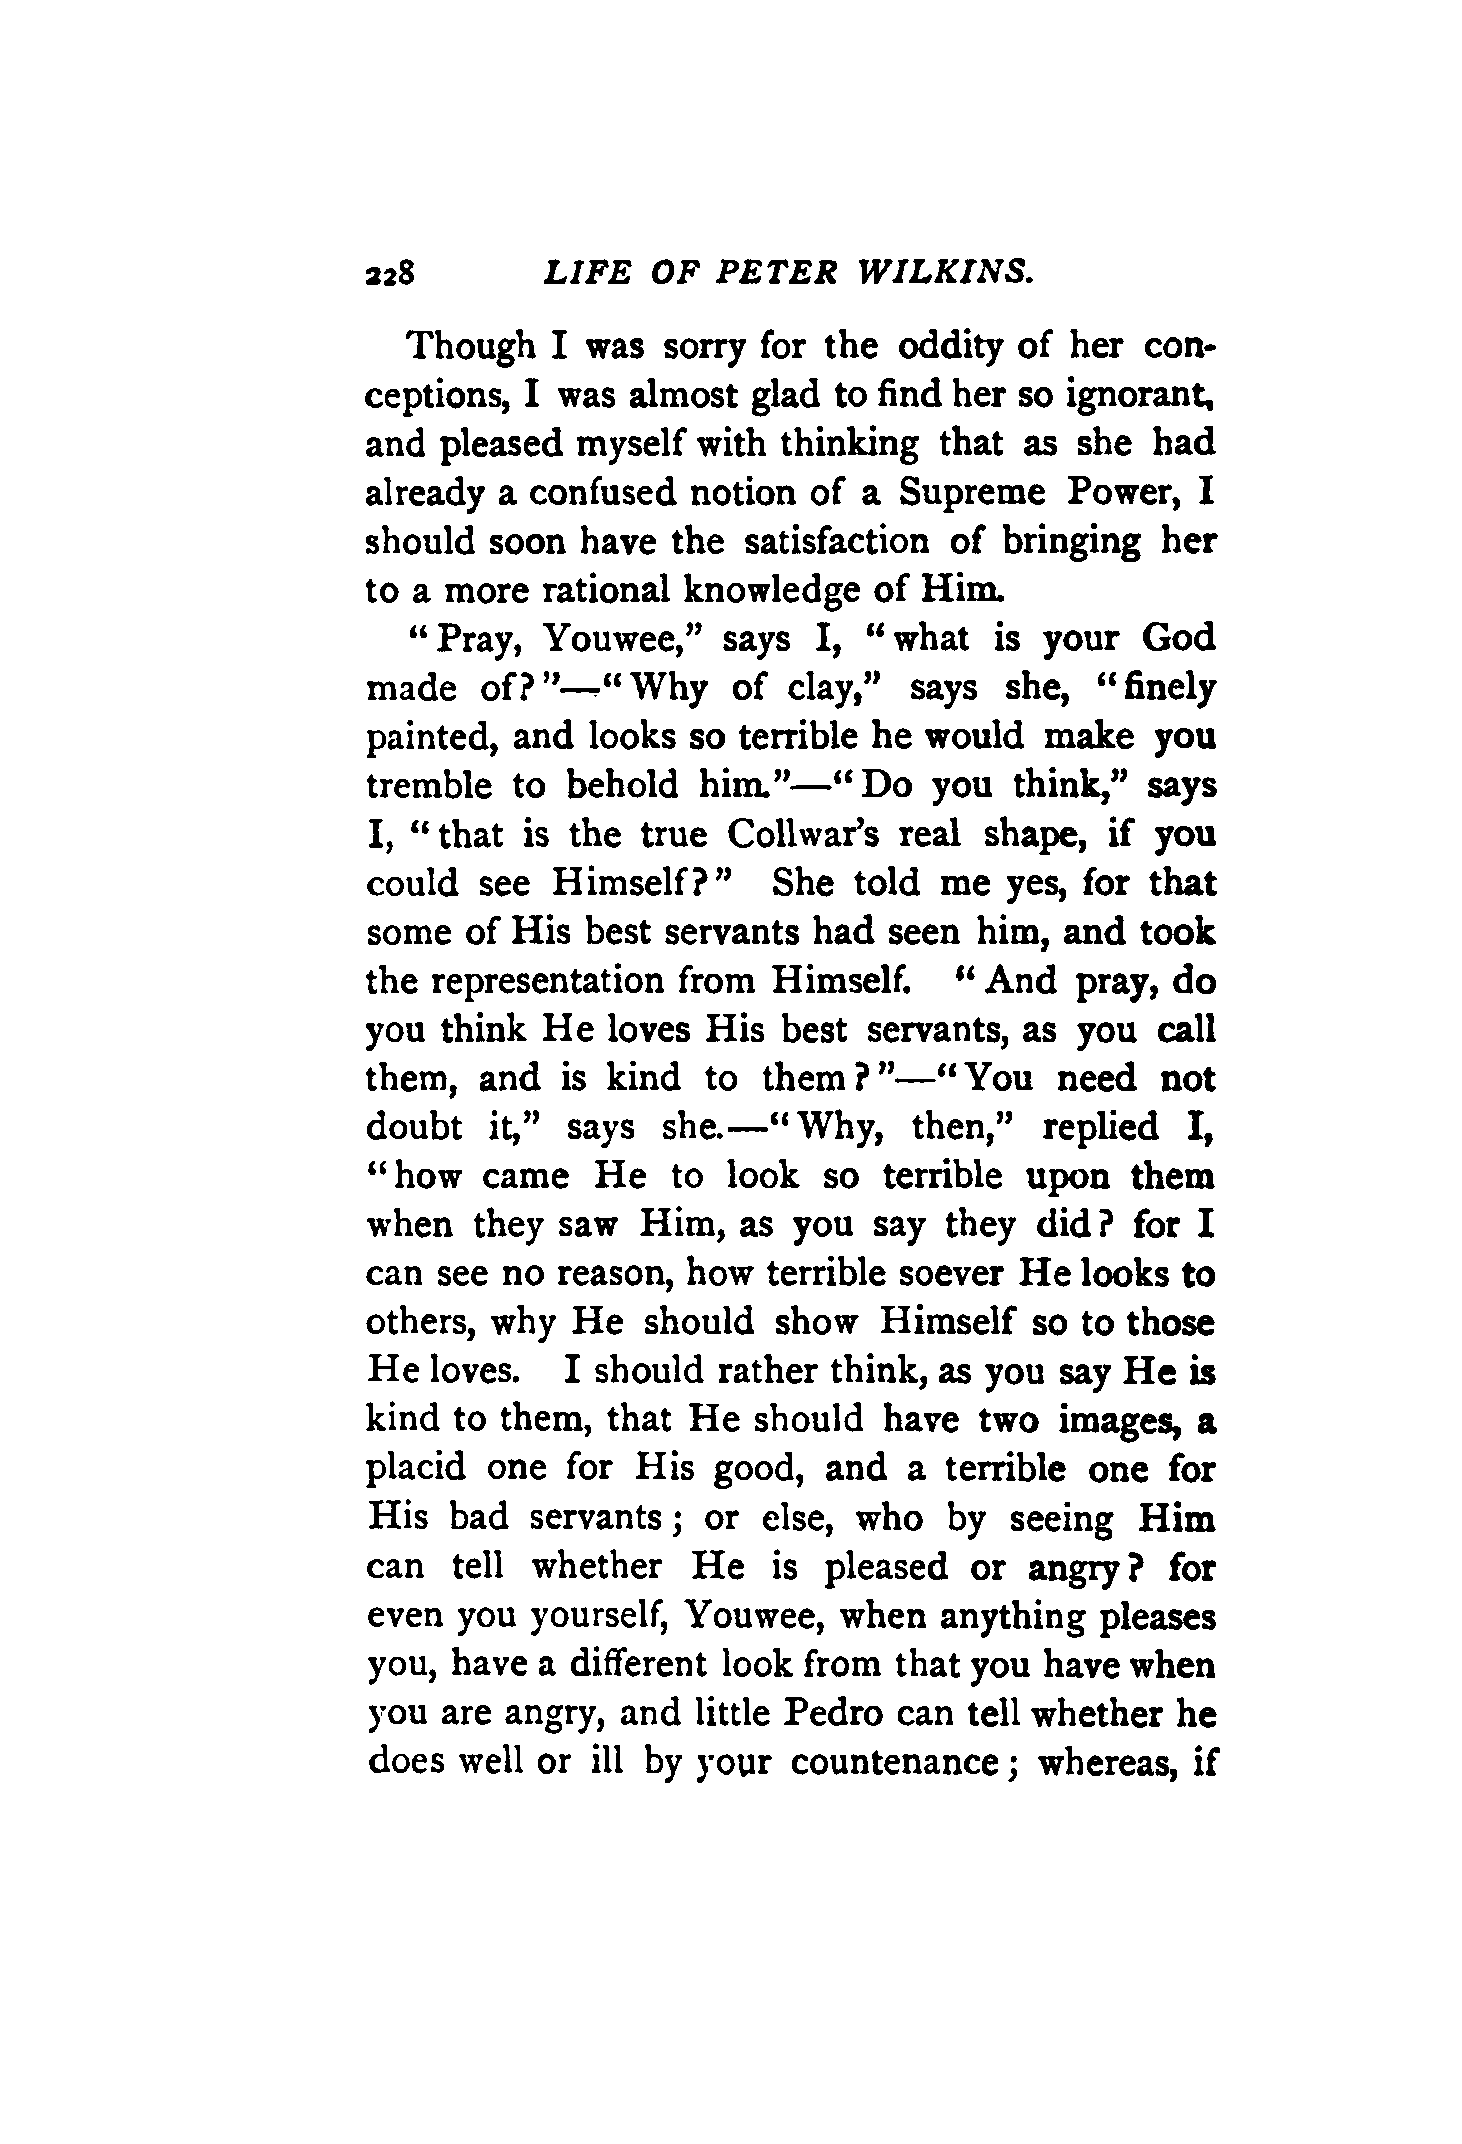 228 LIFE OF PETER WILKINS.
Though I was sorry for the oddity of her con-
ceptions, I was almost glad to find her so ignorant,
and pleased myself with thinking that as she had
already a confused notion of a Supreme Power, I
should soon have the satisfaction of bringing her
to a more rational knowledge of Him.
“Pray, Youwee,” says I, “what is your God
made of?”—“Why of clay,” says she, “finely
painted, and looks so terrible he would make you
tremble to behold him.”—“Do you think,” says
I, “that is the true Collwar’s real shape, if you
could see Himself?” She told me yes, for that
some of His best servants had seen him, and took
the representation from Himself. “And pray, do
you think He loves His best servants, as you call
them, and is kind to them?”—“You need not
doubt it,” says she.—“Why, then,” replied I,
“how came He to look so terrible upon them
when they saw Him, as you say they did? for I
can see no reason, how terrible soever He looks to
others, why He should show Himself so to those
He loves. I should rather think, as you say He is
kind to them, that He should have two images, a
placid one for His good, and a terrible one for
His bad servants; or else, who by seeing Him
can tell whether He is pleased or angry? for
even you yourself, Youwee, when anything pleases
you, have a different look from that you have when
you are angry, and little Pedro can tell whether he
does well or ill by your countenance; whereas, if